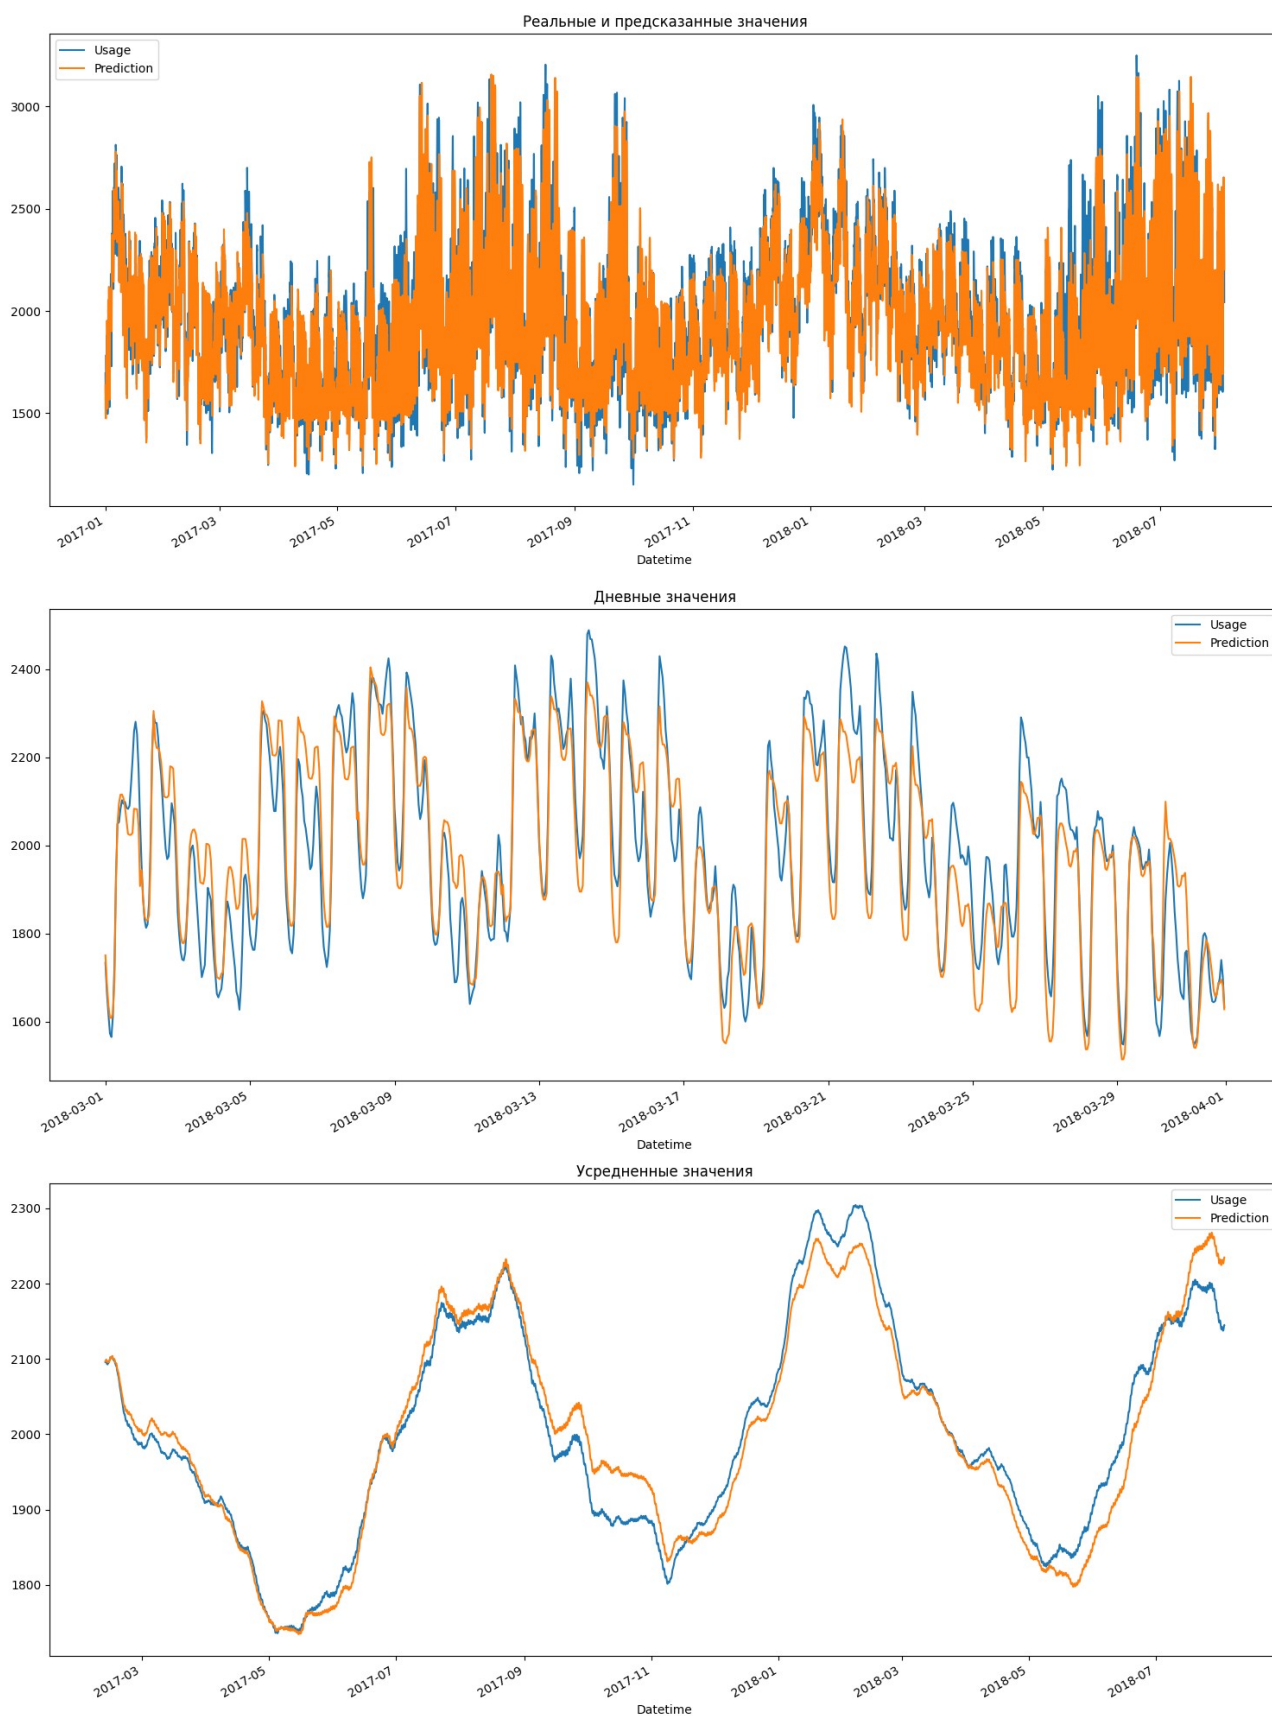 Реальные и предсказанные значения
Usage
Prediction
3000
2500
2000
1500
2017-01 2017-03 2017-05 2017-07 2017-09 2017-11 2018-01 2018-03 2018-05 2018-07
Datetime
Дневные значения
Usage
Prediction
2400
2200
2000
1800
1600
2018-03-01 2018-03-05 2018-03-09 2018-03-13 2018-03-17 2018-03-21 2018-03-25 2018-03-29 2018-04-01
Datetime
Усредненные значения
Usage
Prediction
2300
2200
2100
2000
1900
1800
2017-03 2017-05 2017-07 2017-09 2017-11 2018-01 2018-03 2018-05 2018-07
Datetime